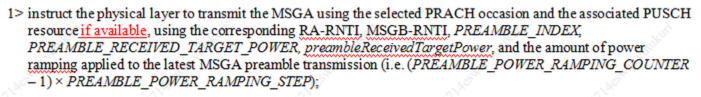 1> instruct the physical layer to transmit the MSGA using the selected PRACH occasion and the associated PUSCH
resource if available, using the corresponding RA-RNTI, MSGB-RNTI, PREAMBLE_INDEX,
PREAMBLE_RECEIVED_TARGET_POWER, preambleReceivedTargetPower, and the amount of power
ramping applied to the latest MSGA preamble transmission (i.e. (PREAMBLE_POWER_RAMPING_COUNTER
– 1) × PREAMBLE_POWER_RAMPING_STEP);